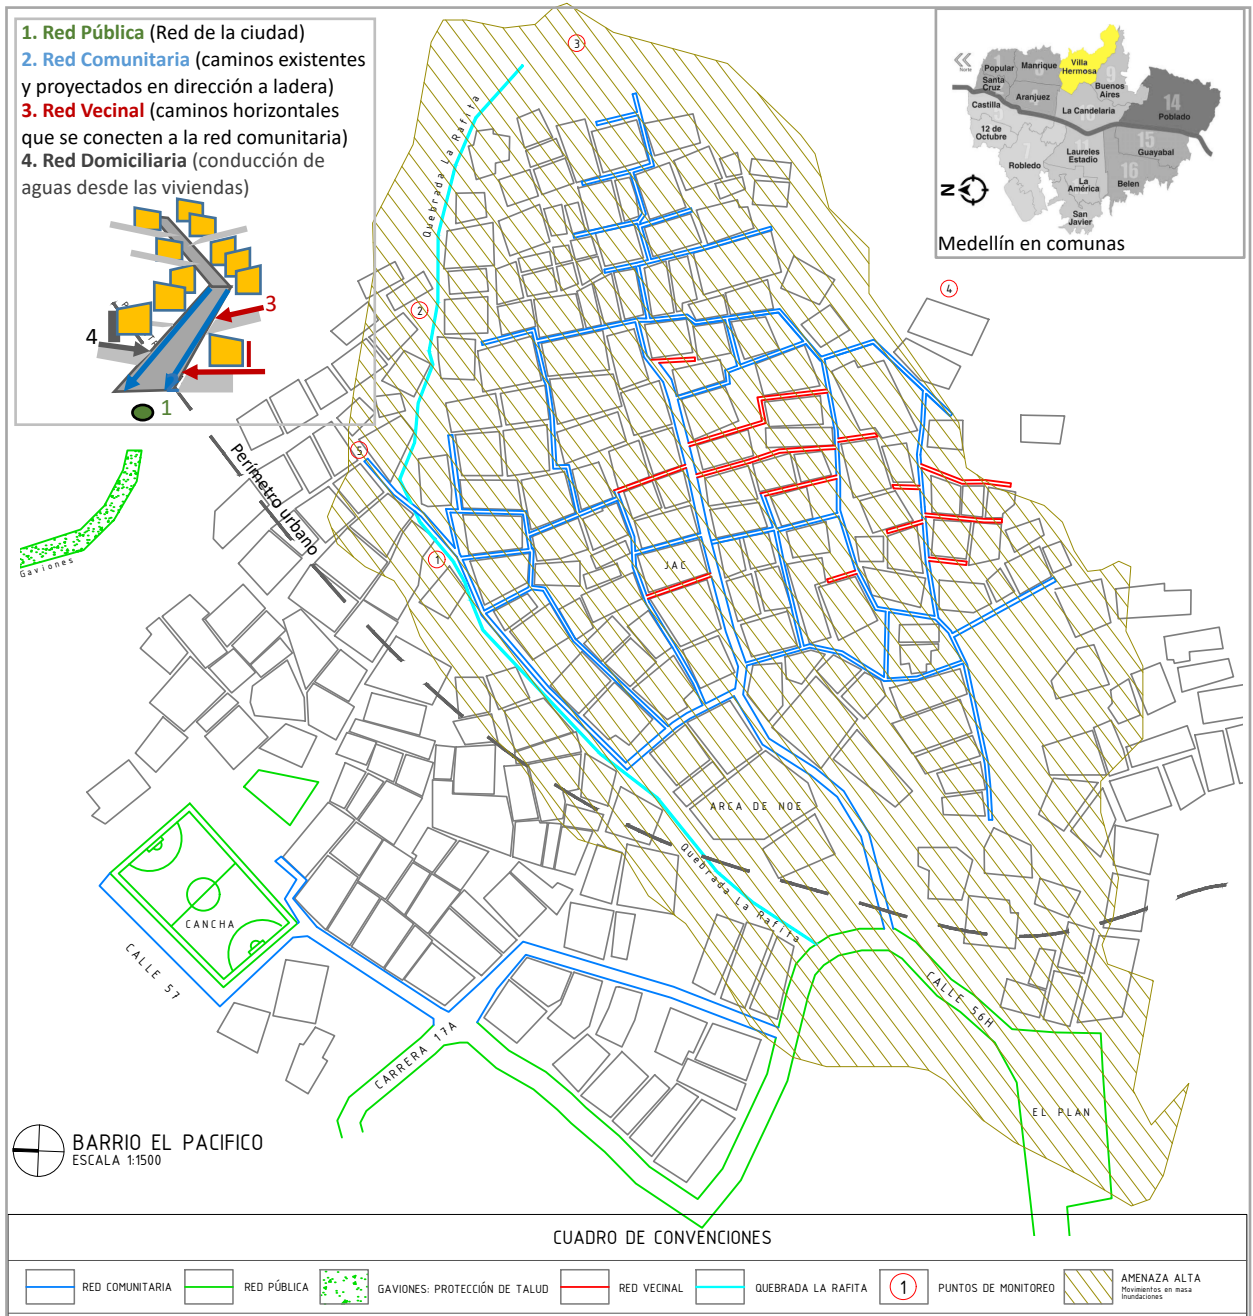 1. Red Pública (Red de la ciudad)
2. Red Comunitaria (caminos existentes
y proyectados en dirección a ladera)
3. Red Vecinal (caminos horizontales
que se conecten a la red comunitaria)
4. Red Domiciliaria (conducción de
aguas desde las viviendas)
3
4
1
Norte
Popular
Santa
Cruz
Manrique
Villa
Hermosa
9
Buenos
Aires
Castilla
Aranjuez
La Candelaria
14
Poblado
12 de
Octubre
7
Robledo
Laureles
Estadio
15
Guayabal
La
América
16
Belen
San
Javier
N
Medellín en comunas
3
Quebrada La Rafita
2
4
5
1
Perímetro urbano
Gaviones
JAC
ARCA DE NOE
Quebrada La Rafita
CANCHA
CALLE 57
CARRERA 17A
CALLE 56H
EL PLAN
BARRIO EL PACIFICO
ESCALA 1:1500
CUADRO DE CONVENCIONES
RED COMUNITARIA
RED PÚBLICA
GAVIONES: PROTECCIÓN DE TALUD
RED VECINAL
QUEBRADA LA RAFITA
1
PUNTOS DE MONITOREO
AMENAZA ALTA
Movimientos en masa
Inundaciones